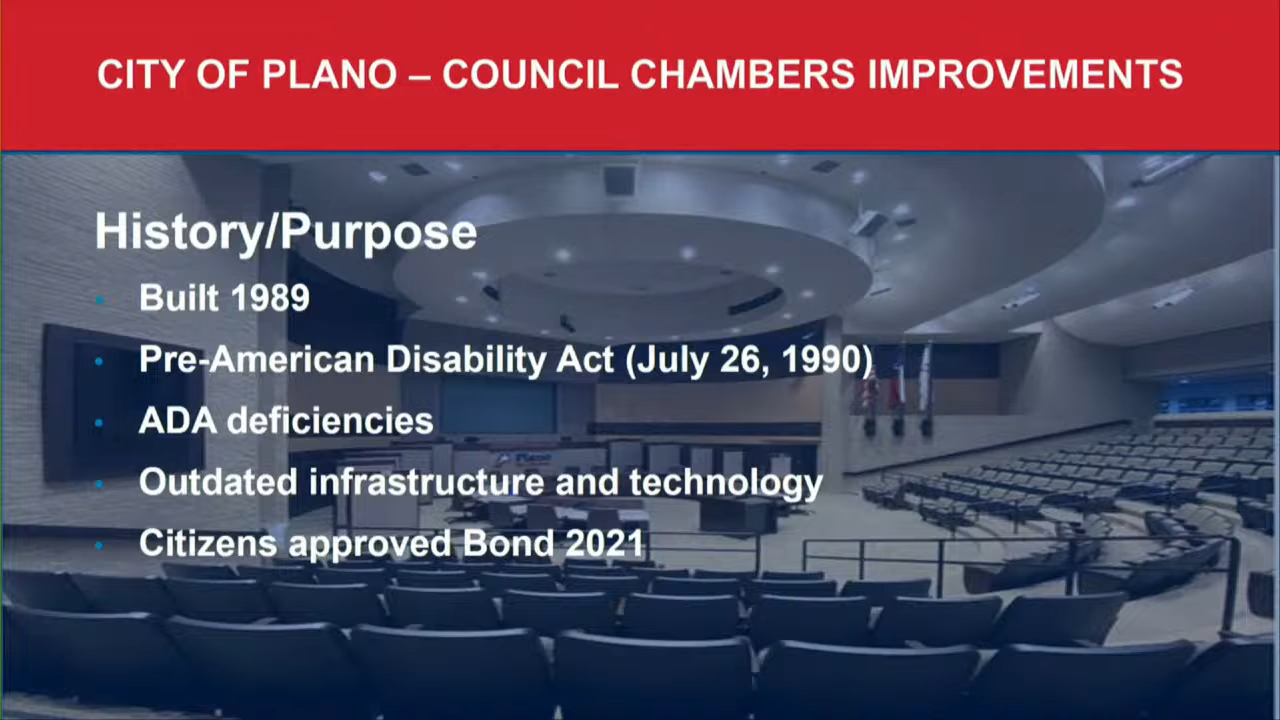 CITY OF PLANO – COUNCIL CHAMBERS IMPROVEMENTS
History/Purpose
• Built 1989
• Pre-American Disability Act (July 26, 1990)
• ADA deficiencies
• Outdated infrastructure and technology
• Citizens approved Bond 2021
Plano